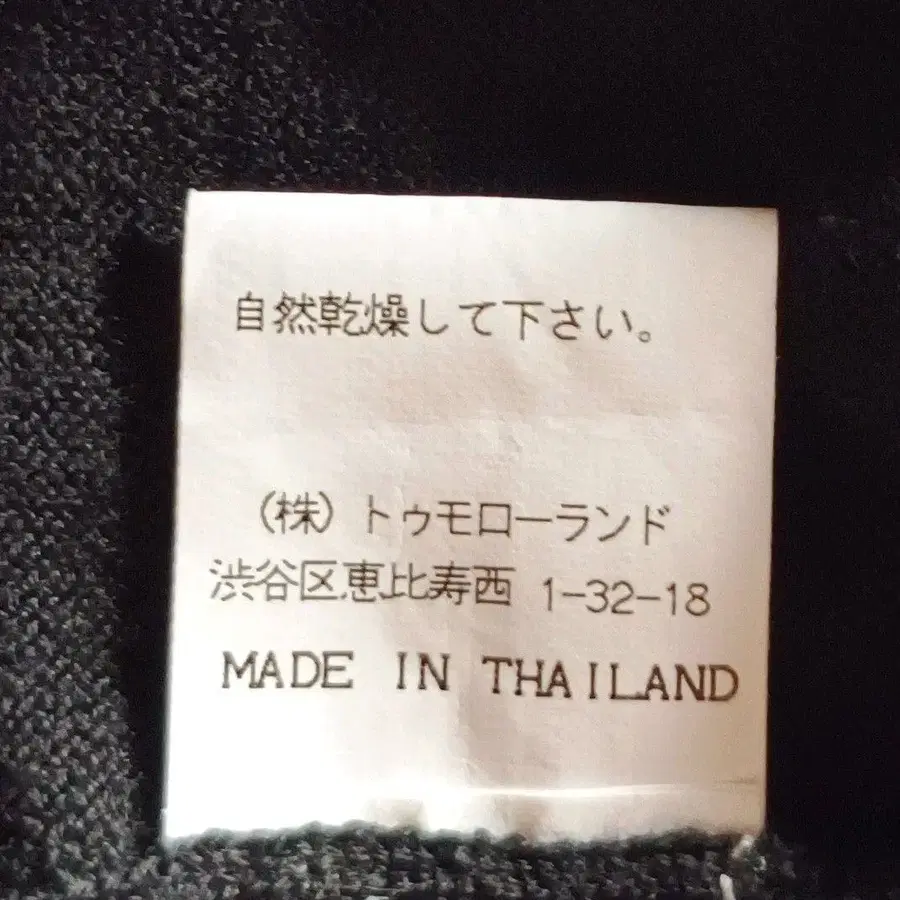 自然乾燥して下さい。
(株)トゥモローランド
渋谷区恵比寿西 1-32-18
MADE IN THAILAND